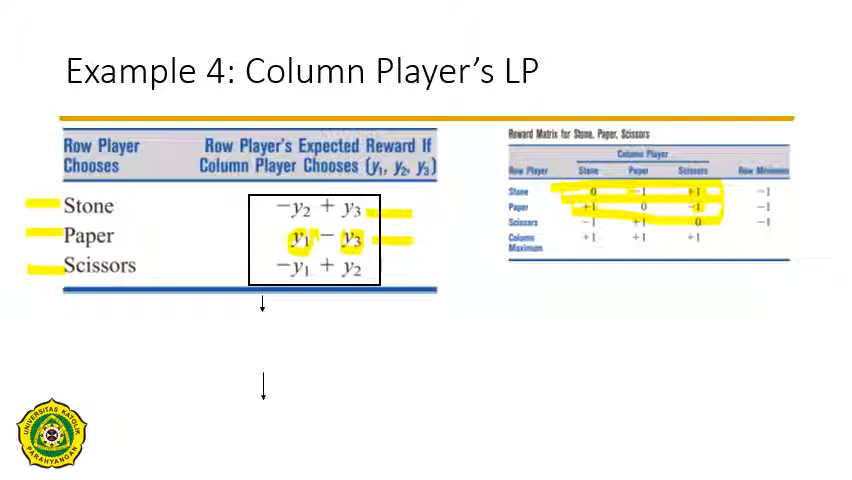 Example 4: Column Player's LP
Row Player Chooses
Row Player's Expected Reward If Column Player Chooses (y₁, y₂, y₃)
Stone −y₂ + y₃
Paper y₁ − y₃
Scissors −y₁ + y₂
Reward Matrix for Stone, Paper, Scissors
Column Player
Row Player Stone Paper Scissors Row Minimum
Stone 0 −1 +1 −1
Paper +1 0 −1 −1
Scissors −1 +1 0 −1
Column +1 +1 +1
Maximum
UNIVERSITAS KATOLIK
PARAHYANGAN